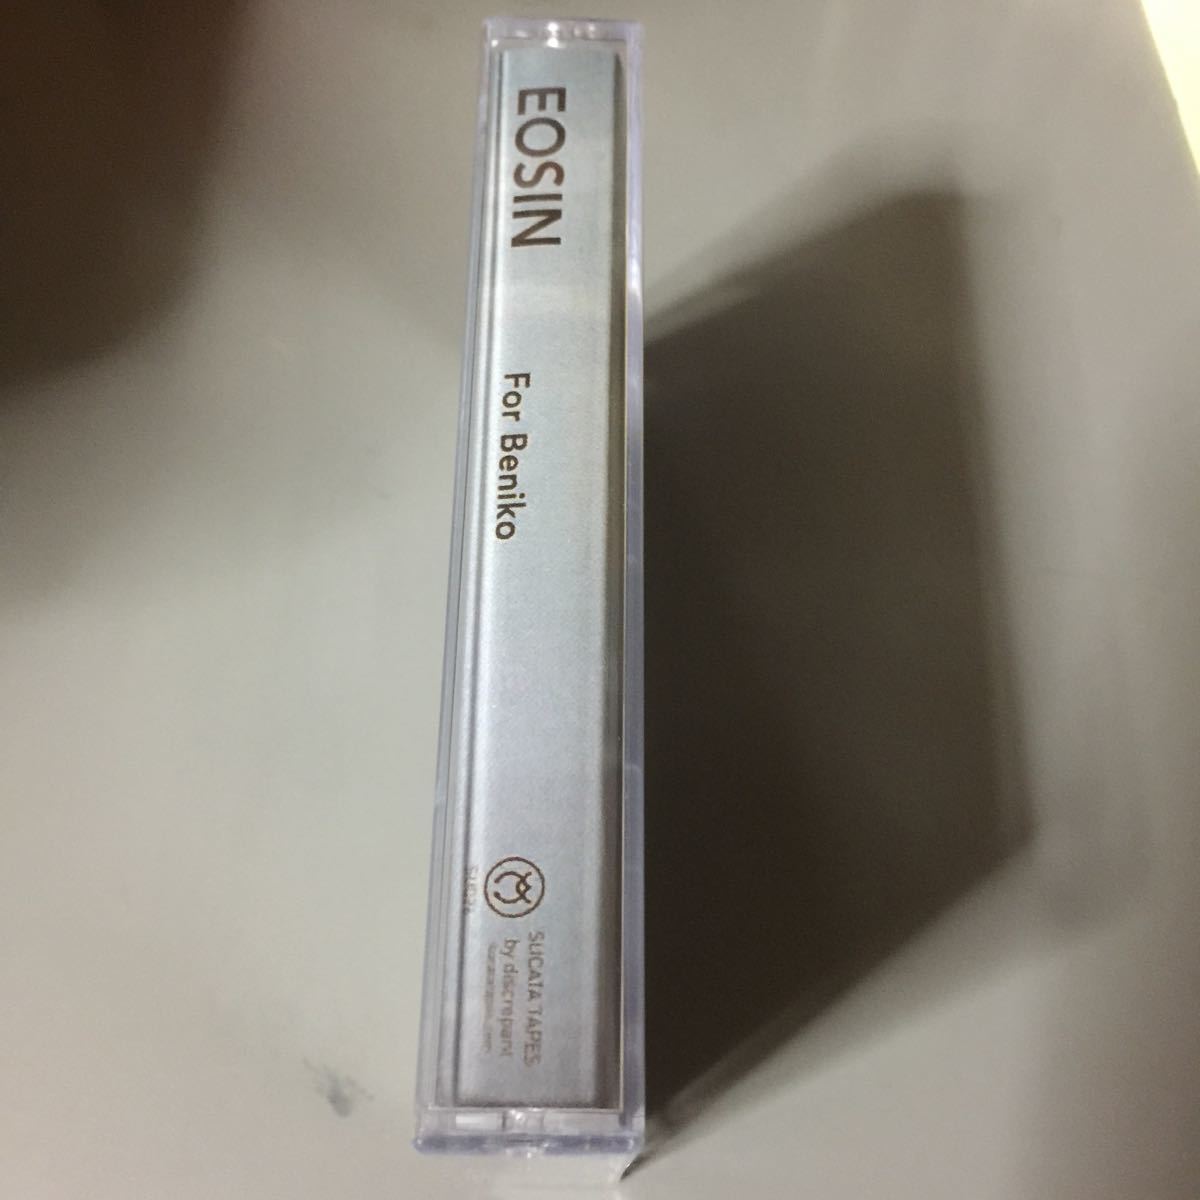 EOSIN
For Beniko
SUCATA TAPES
by discrepant